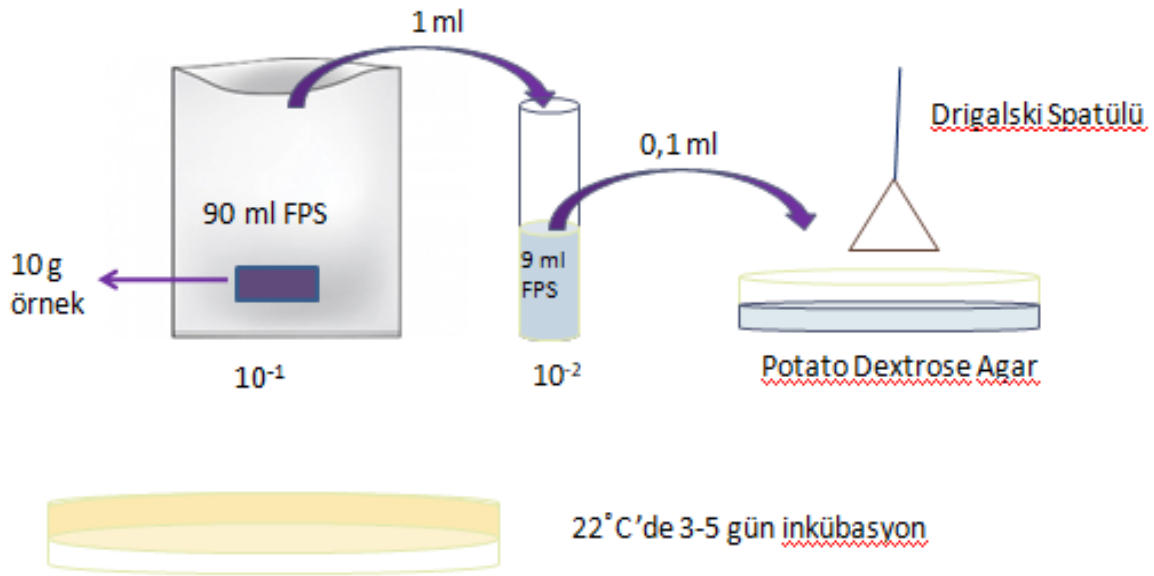 1 ml
Drigalski Spatülü
0,1 ml
90 ml FPS
10 g
örnek
9 ml
FPS
10⁻¹
10⁻²
Potato Dextrose Agar
22˚C'de 3-5 gün inkübasyon